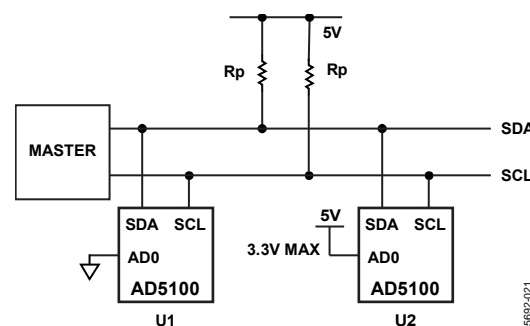 5V
Rp Rp
SDA
MASTER
SCL
SDA SCL
AD0
AD5100
U1
5V
3.3V MAX
SDA SCL
AD0
AD5100
U2
5692-021